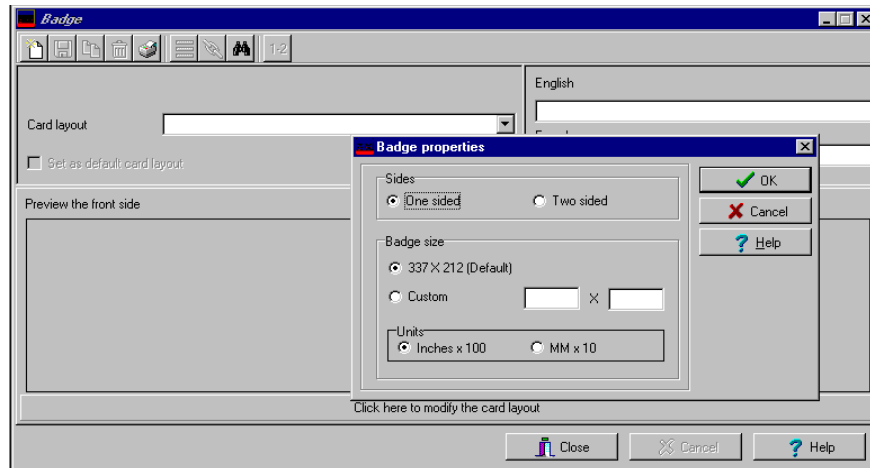 Badge
1-2
English
Card layout
Set as default card layout
Preview the front side
Badge properties
Sides
One sided
Two sided
OK
Cancel
Help
Badge size
337 X 212 (Default)
Custom
X
Units
Inches x 100
MM x 10
Click here to modify the card layout
Close
Cancel
Help